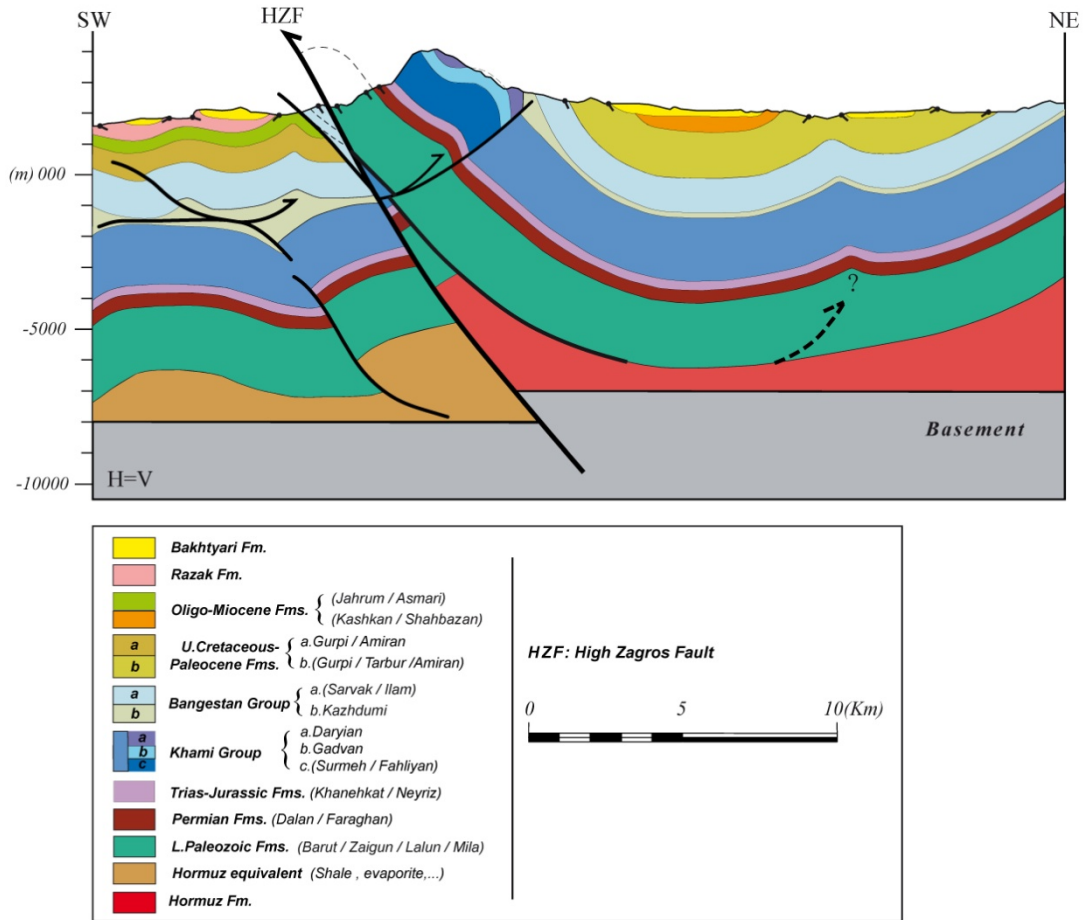 SW
HZF
NE
(m) 000
-5000
-10000
H=V
?
Basement
Bakhtyari Fm.
Razak Fm.
Oligo-Miocene Fms. { (Jahrum / Asmari)
(Kashkan / Shahbazan)
a
b
U.Cretaceous-
Paleocene Fms. { a.Gurpi / Amiran
b.(Gurpi / Tarbur /Amiran)
a
b
Bangestan Group { a.(Sarvak / Ilam)
b.Kazhdumi
a
b
c
Khami Group { a.Daryian
b.Gadvan
c.(Surmeh / Fahliyan)
Trias-Jurassic Fms. (Khanehkat / Neyriz)
Permian Fms. (Dalan / Faraghan)
L.Paleozoic Fms. (Barut / Zaigun / Lalun / Mila)
Hormuz equivalent (Shale , evaporite,...)
Hormuz Fm.
HZF: High Zagros Fault
0 5 10(Km)